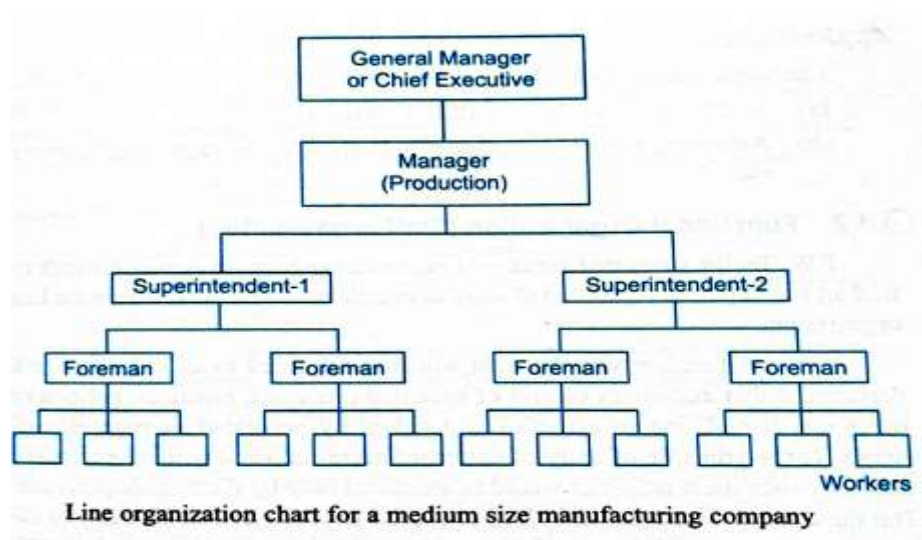 General Manager
or Chief Executive
Manager
(Production)
Superintendent-1
Superintendent-2
Foreman
Foreman
Foreman
Foreman
Workers
Line organization chart for a medium size manufacturing company